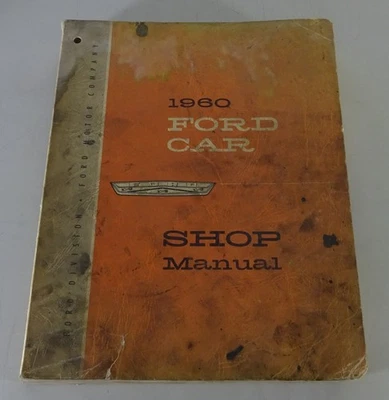 1960
FORD
CAR
SHOP
Manual
FORD DIVISION • FORD MOTOR COMPANY